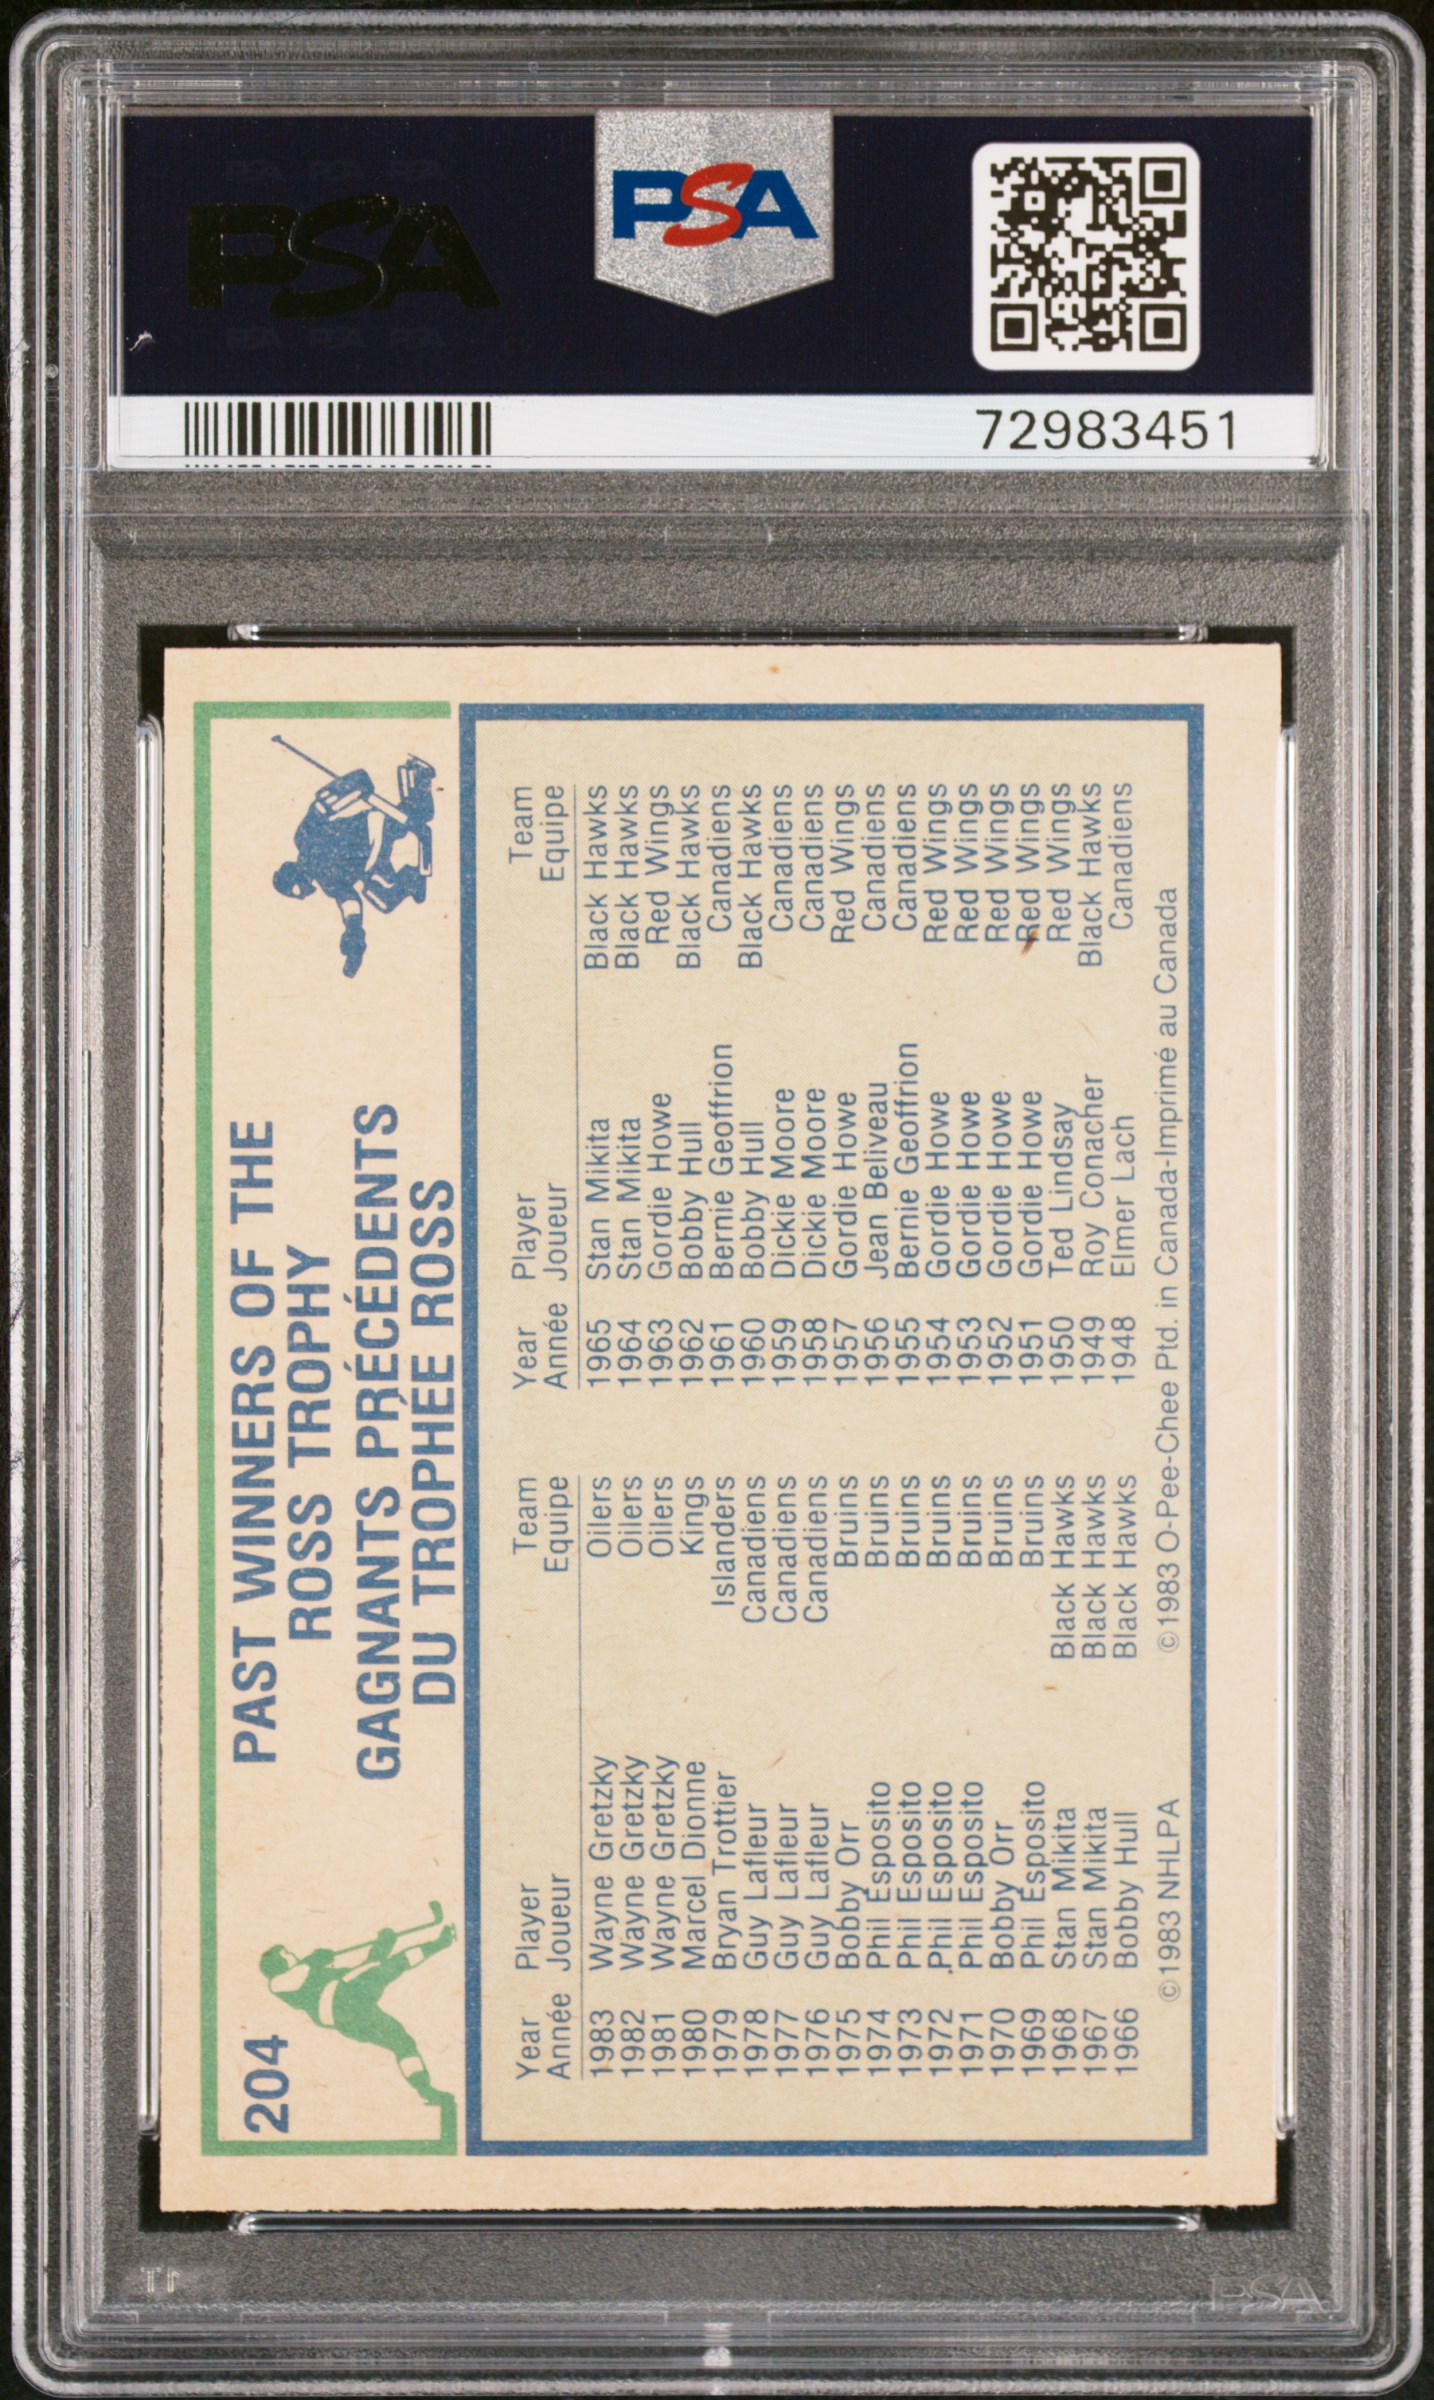 PSA
PSA
72983451
204
PAST WINNERS OF THE
ROSS TROPHY
GAGNANTS PRÉCÉDENTS
DU TROPHÉE ROSS
Year Player Team
Année Joueur Equipe
1983 Wayne Gretzky Oilers
1982 Wayne Gretzky Oilers
1981 Wayne Gretzky Oilers
1980 Marcel Dionne Kings
1979 Bryan Trottier Islanders
1978 Guy Lafleur Canadiens
1977 Guy Lafleur Canadiens
1976 Guy Lafleur Canadiens
1975 Bobby Orr Bruins
1974 Phil Esposito Bruins
1973 Phil Esposito Bruins
1972 Phil Esposito Bruins
1971 Phil Esposito Bruins
1970 Bobby Orr Bruins
1969 Phil Esposito Bruins
1968 Stan Mikita Black Hawks
1967 Stan Mikita Black Hawks
1966 Bobby Hull Black Hawks
Year Player Team
Année Joueur Equipe
1965 Stan Mikita Black Hawks
1964 Stan Mikita Black Hawks
1963 Gordie Howe Red Wings
1962 Bobby Hull Black Hawks
1961 Bernie Geoffrion Canadiens
1960 Bobby Hull Black Hawks
1959 Dickie Moore Canadiens
1958 Dickie Moore Canadiens
1957 Gordie Howe Red Wings
1956 Jean Beliveau Canadiens
1955 Bernie Geoffrion Canadiens
1954 Gordie Howe Red Wings
1953 Gordie Howe Red Wings
1952 Gordie Howe Red Wings
1951 Gordie Howe Red Wings
1950 Ted Lindsay Red Wings
1949 Roy Conacher Black Hawks
1948 Elmer Lach Canadiens
©1983 NHLPA ©1983 O-Pee-Chee Ptd. in Canada-Imprimé au Canada
PSA